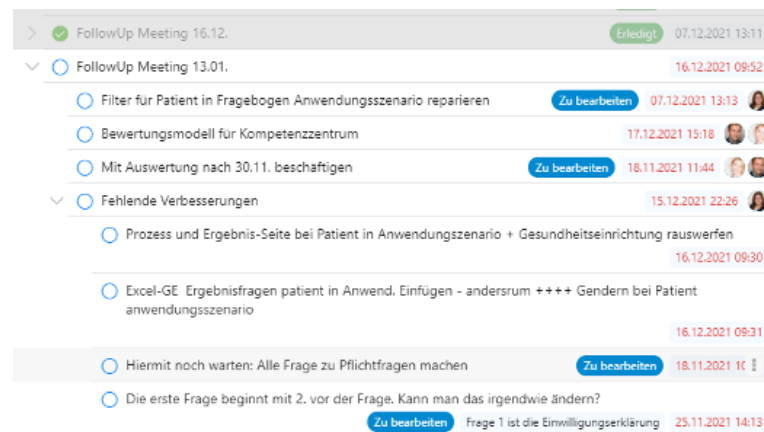 FollowUp Meeting 16.12. Erledigt 07.12.2021 13:11
FollowUp Meeting 13.01. 16.12.2021 09:52
Filter für Patient in Fragebogen Anwendungsszenario reparieren Zu bearbeiten 07.12.2021 13:13
Bewertungsmodell für Kompetenzzentrum 17.12.2021 15:18
Mit Auswertung nach 30.11. beschäftigen Zu bearbeiten 18.11.2021 11:44
Fehlende Verbesserungen 15.12.2021 22:26
Prozess und Ergebnis-Seite bei Patient in Anwendungszenario + Gesundheitseinrichtung rauswerfen
16.12.2021 09:30
Excel-GE Ergebnisfragen patient in Anwend. Einfügen - andersrum ++++ Gendern bei Patient
anwendungsszenario
16.12.2021 09:31
Hiermit noch warten: Alle Frage zu Pflichtfragen machen Zu bearbeiten 18.11.2021
Die erste Frage beginnt mit 2. vor der Frage. Kann man das irgendwie ändern?
Zu bearbeiten Frage 1 ist die Einwilligungserklärung 25.11.2021 14:13